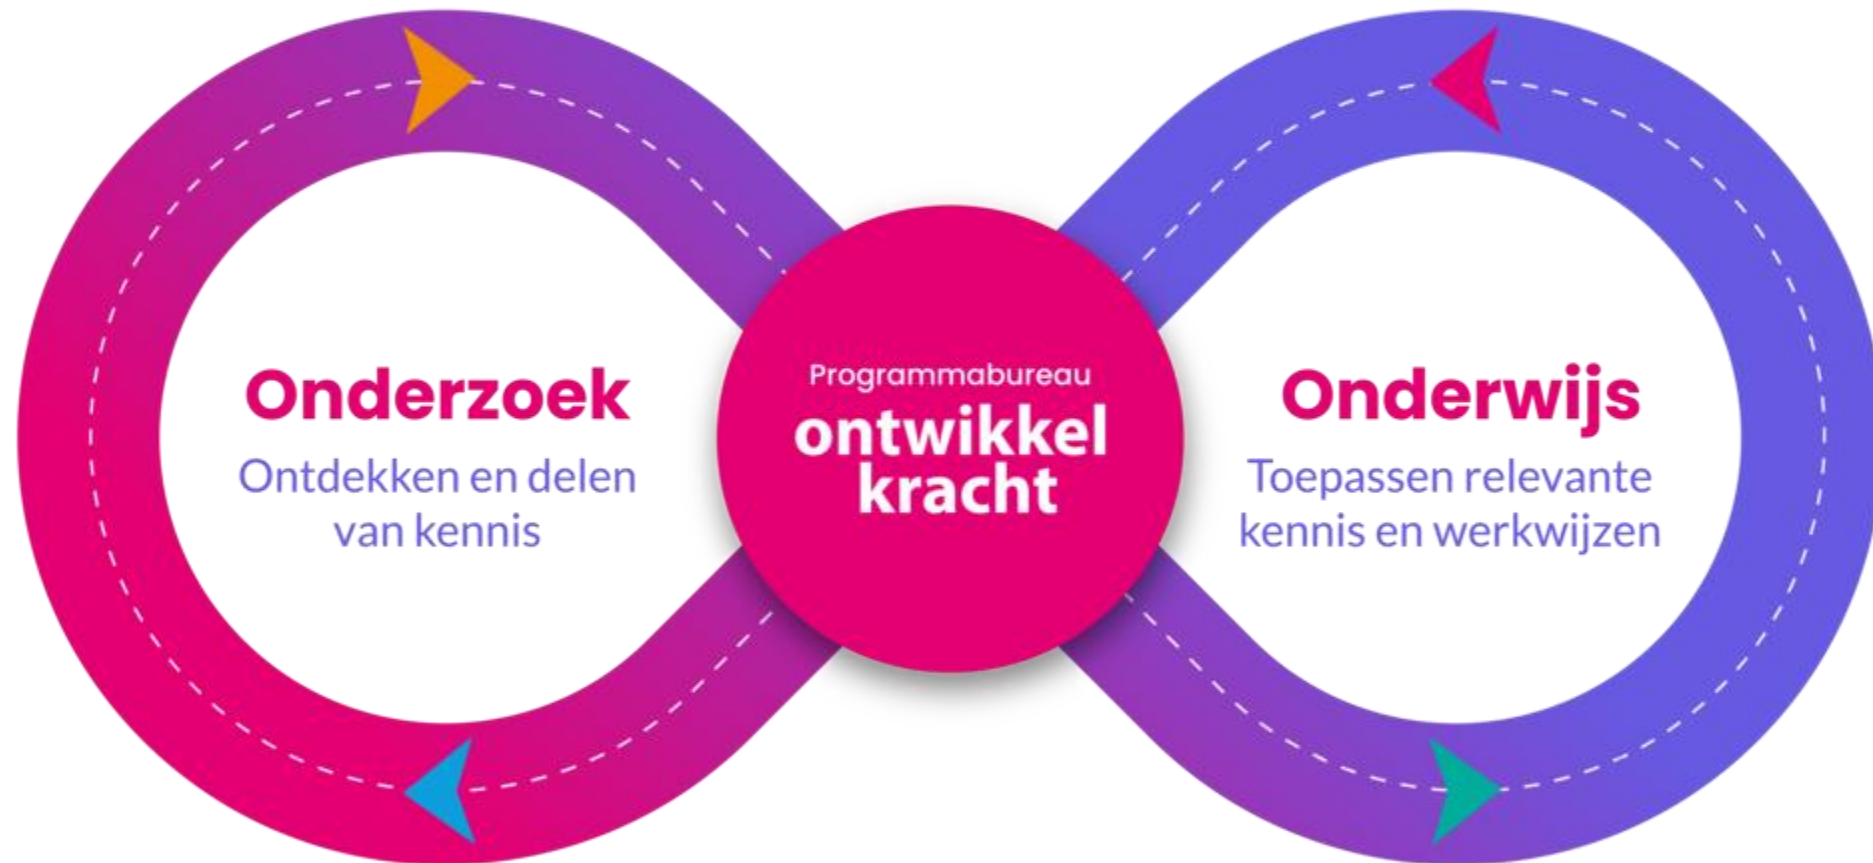 Onderzoek
Ontdekken en delen
van kennis
Programmabureau
ontwikkel
kracht
Onderwijs
Toepassen relevante
kennis en werkwijzen